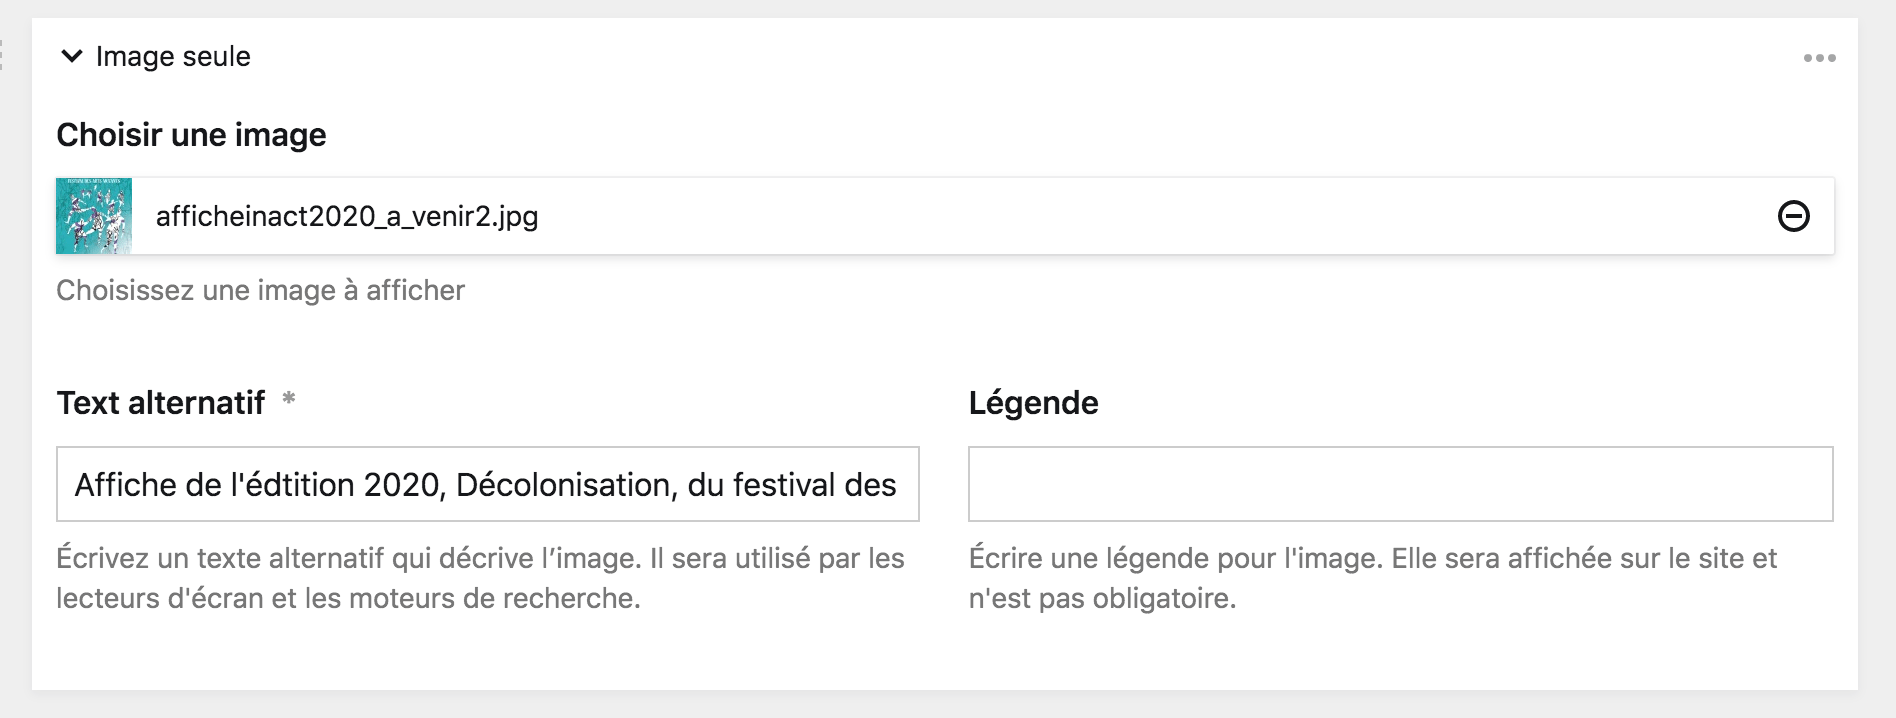 Image seule
Choisir une image
afficheinact2020_a_venir2.jpg
Choisissez une image à afficher
Text alternatif *
Affiche de l'édtition 2020, Décolonisation, du festival des
Écrivez un texte alternatif qui décrive l’image. Il sera utilisé par les
lecteurs d'écran et les moteurs de recherche.
Légende
Écrire une légende pour l'image. Elle sera affichée sur le site et
n'est pas obligatoire.